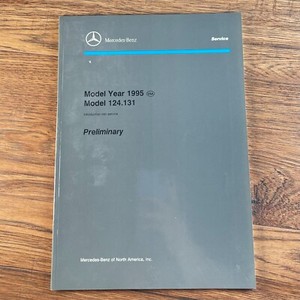 Mercedes-Benz
Service
Model Year 1995
Model 124.131
Preliminary
Mercedes-Benz of North America, Inc.